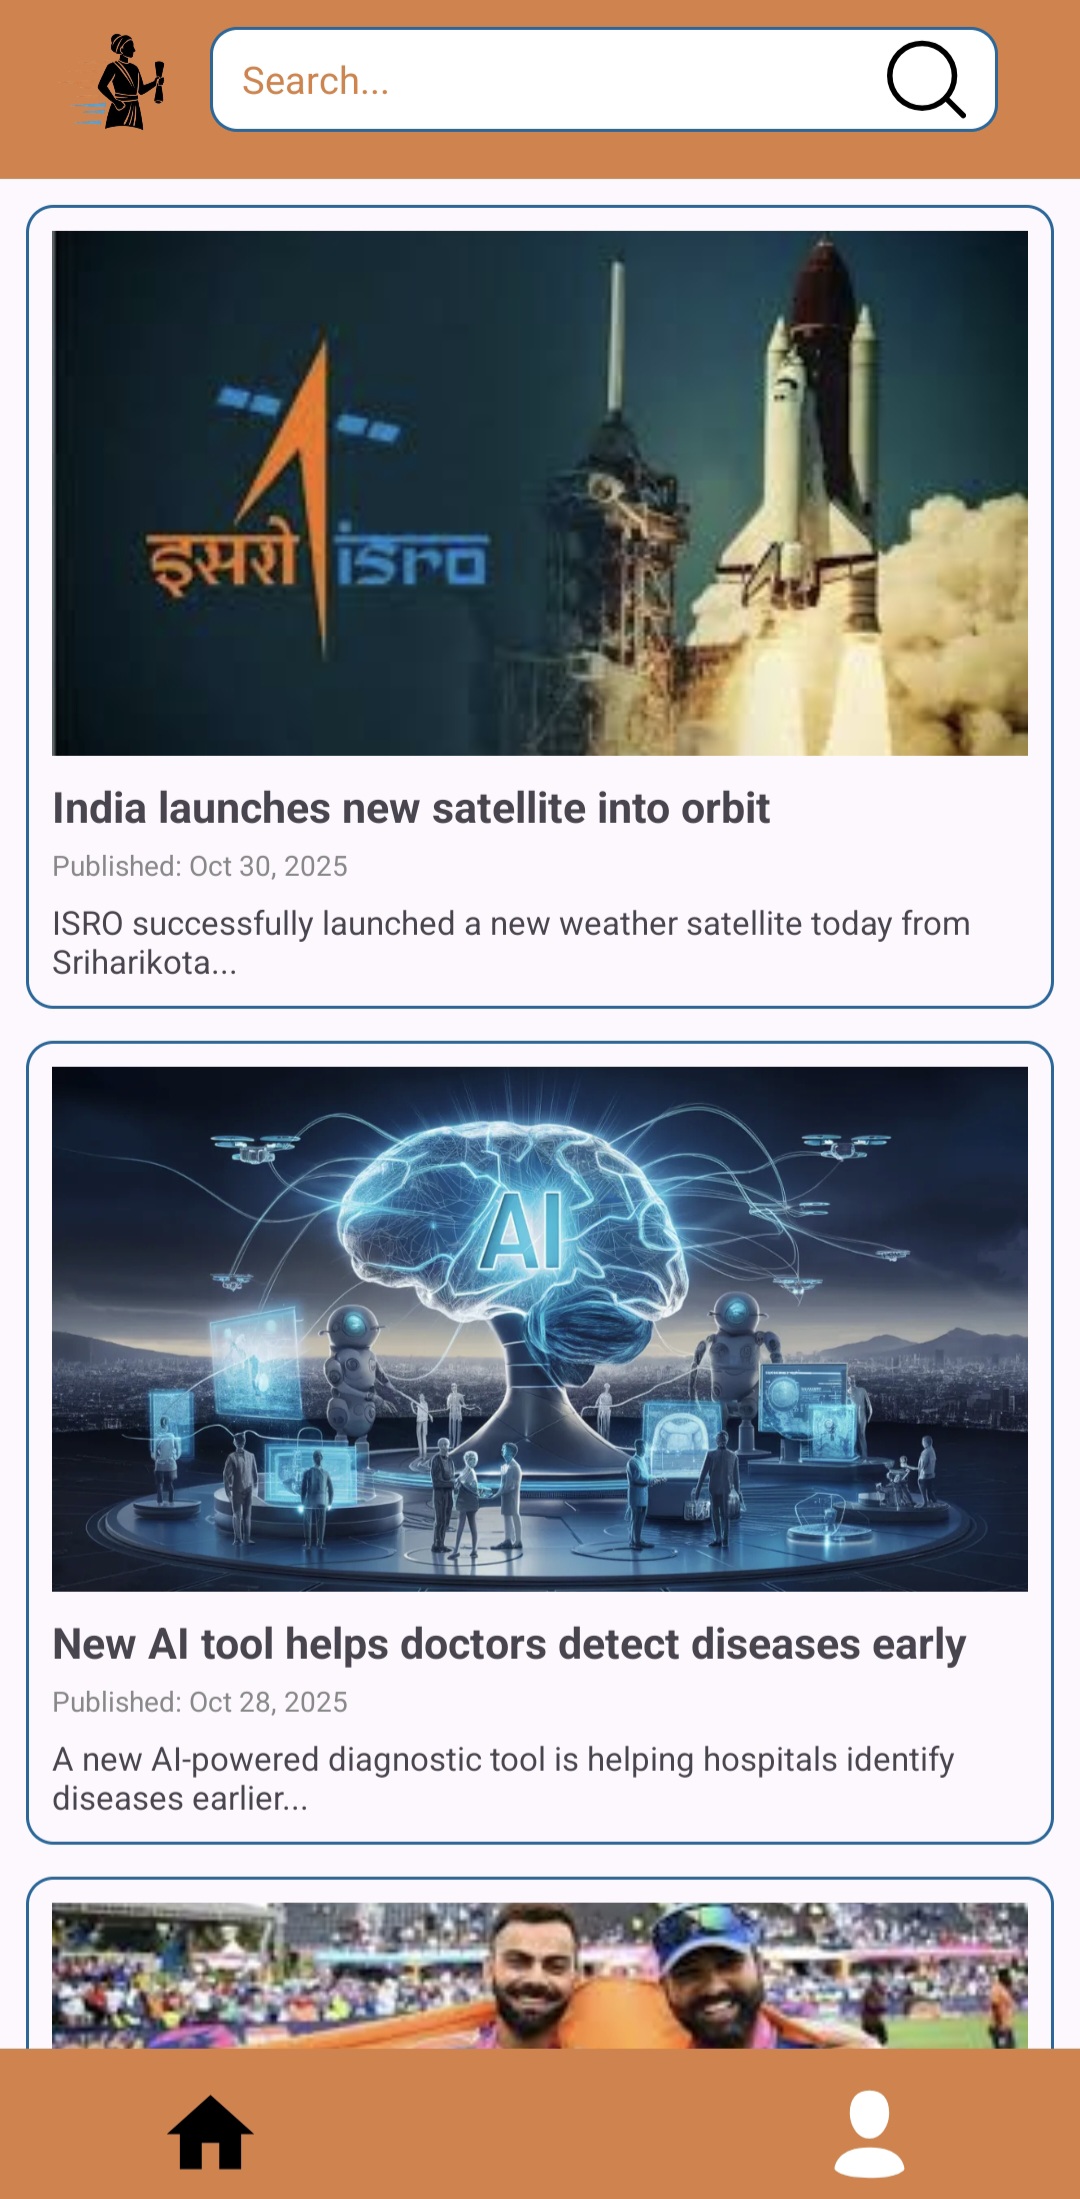 Search...
इसरो isro
India launches new satellite into orbit
Published: Oct 30, 2025
ISRO successfully launched a new weather satellite today from
Sriharikota...
AI
New AI tool helps doctors detect diseases early
Published: Oct 28, 2025
A new AI-powered diagnostic tool is helping hospitals identify
diseases earlier...